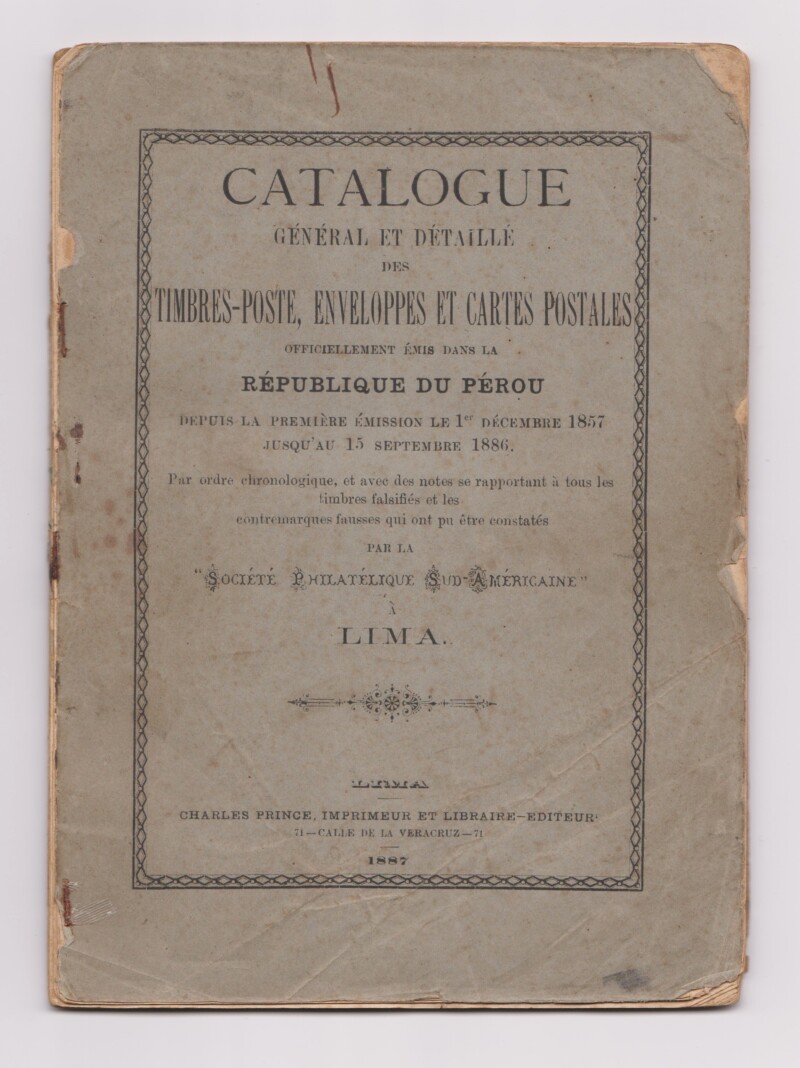 CATALOGUE
GÉNÉRAL ET DÉTAILLÉ
DES
TIMBRES-POSTE, ENVELOPPES ET CARTES POSTALES
OFFICIELLEMENT ÉMIS DANS LA
RÉPUBLIQUE DU PÉROU
DEPUIS LA PREMIÈRE ÉMISSION LE 1er DÉCEMBRE 1857
JUSQU'AU 15 SEPTEMBRE 1886.
Par ordre chronologique, et avec des notes se rapportant à tous les
timbres falsifiés et les
contremarques fausses qui ont pu être constatés
PAR LA
"SOCIÉTÉ PHILATÉLIQUE SUD-AMÉRICAINE"
À
LIMA.
LIMA
CHARLES PRINCE, IMPRIMEUR ET LIBRAIRE-EDITEUR
71—CALLE DE LA VERACRUZ—71
1887